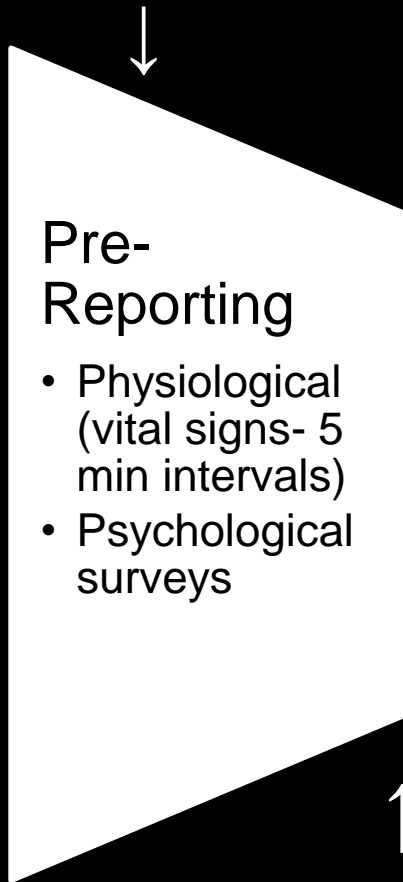 ↓
Pre-
Reporting
• Physiological
(vital signs- 5
min intervals)
• Psychological
surveys